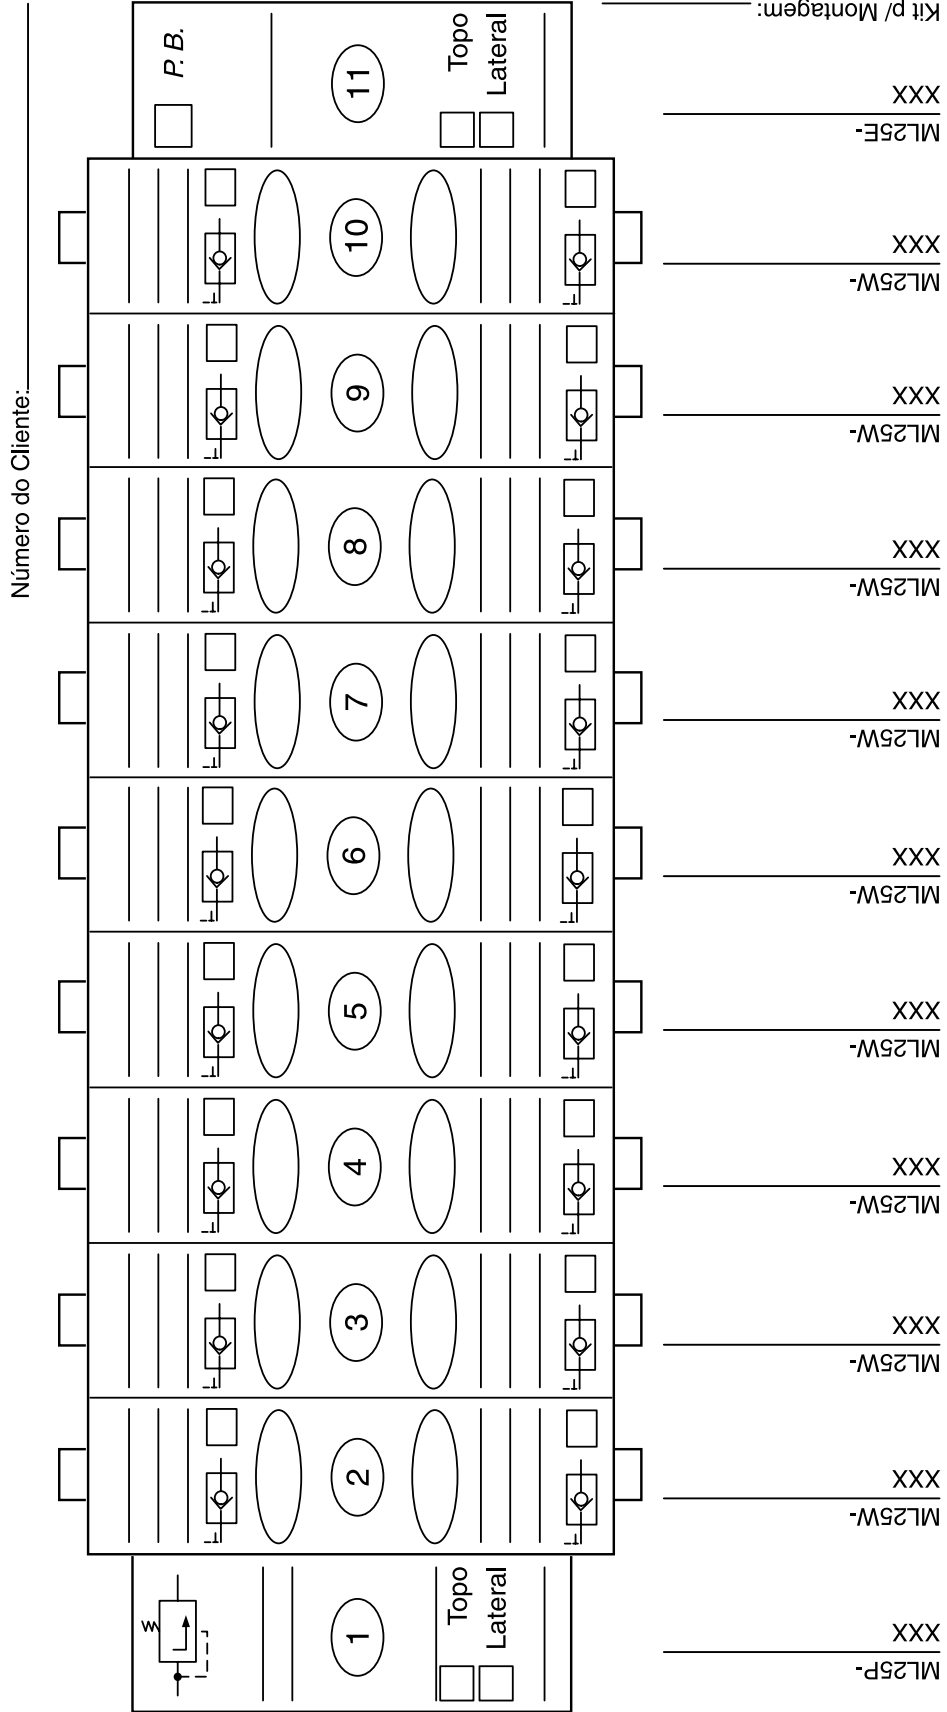 Número do Cliente:
P. B.
11
Topo
Lateral
10
9
8
7
6
5
4
3
2
1
Topo
Lateral
Kit p/ Montagem:
ML25E-
XXX
ML25W-
XXX
ML25W-
XXX
ML25W-
XXX
ML25W-
XXX
ML25W-
XXX
ML25W-
XXX
ML25W-
XXX
ML25W-
XXX
ML25W-
XXX
ML25P-
XXX